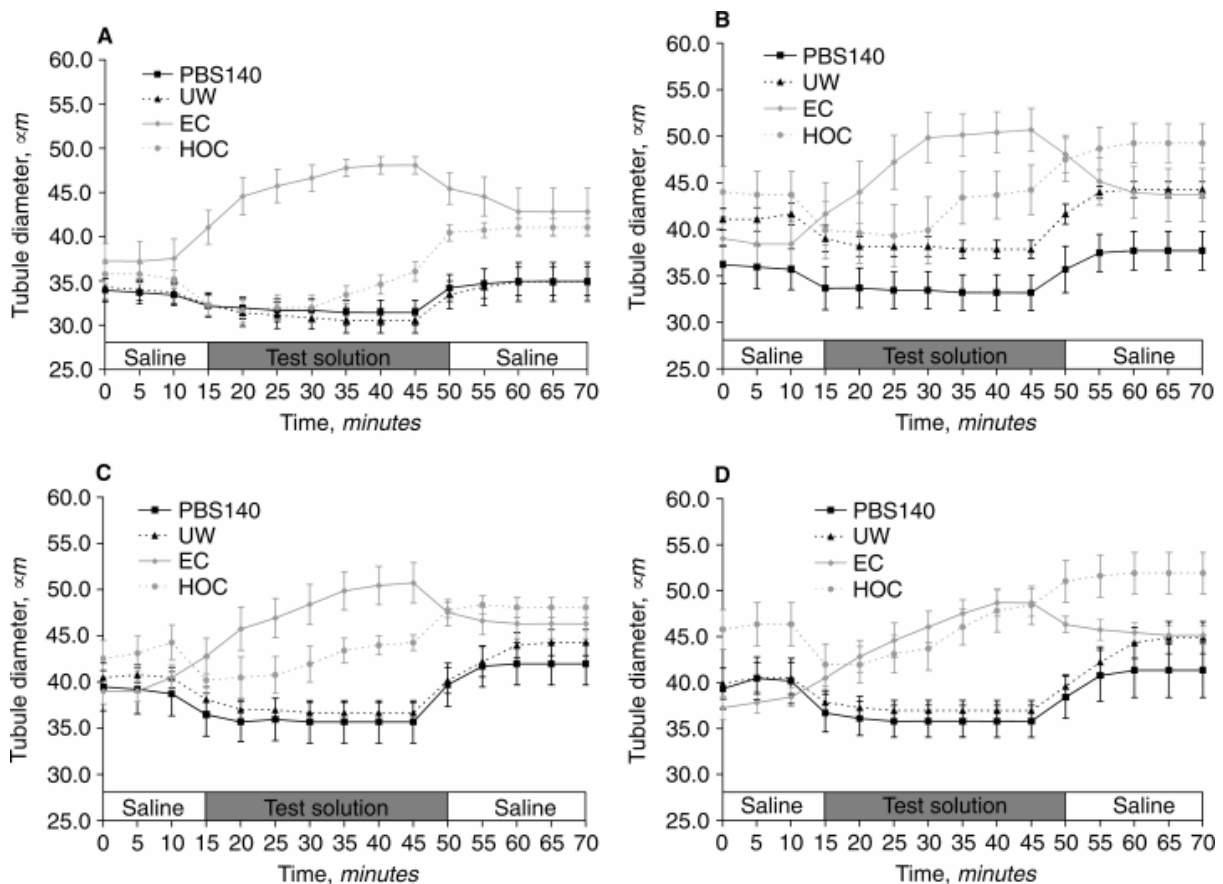 A
60.0
55.0
50.0
45.0
40.0
35.0
30.0
25.0
Tubule diameter, ∝m
PBS140
UW
EC
HOC
Saline Test solution Saline
0 5 10 15 20 25 30 35 40 45 50 55 60 65 70
Time, minutes
B
60.0
55.0
50.0
45.0
40.0
35.0
30.0
25.0
Tubule diameter, ∝m
PBS140
UW
EC
HOC
Saline Test solution Saline
0 5 10 15 20 25 30 35 40 45 50 55 60 65 70
Time, minutes
C
60.0
55.0
50.0
45.0
40.0
35.0
30.0
25.0
Tubule diameter, ∝m
PBS140
UW
EC
HOC
Saline Test solution Saline
0 5 10 15 20 25 30 35 40 45 50 55 60 65 70
Time, minutes
D
60.0
55.0
50.0
45.0
40.0
35.0
30.0
25.0
Tubule diameter, ∝m
PBS140
UW
EC
HOC
Saline Test solution Saline
0 5 10 15 20 25 30 35 40 45 50 55 60 65 70
Time, minutes